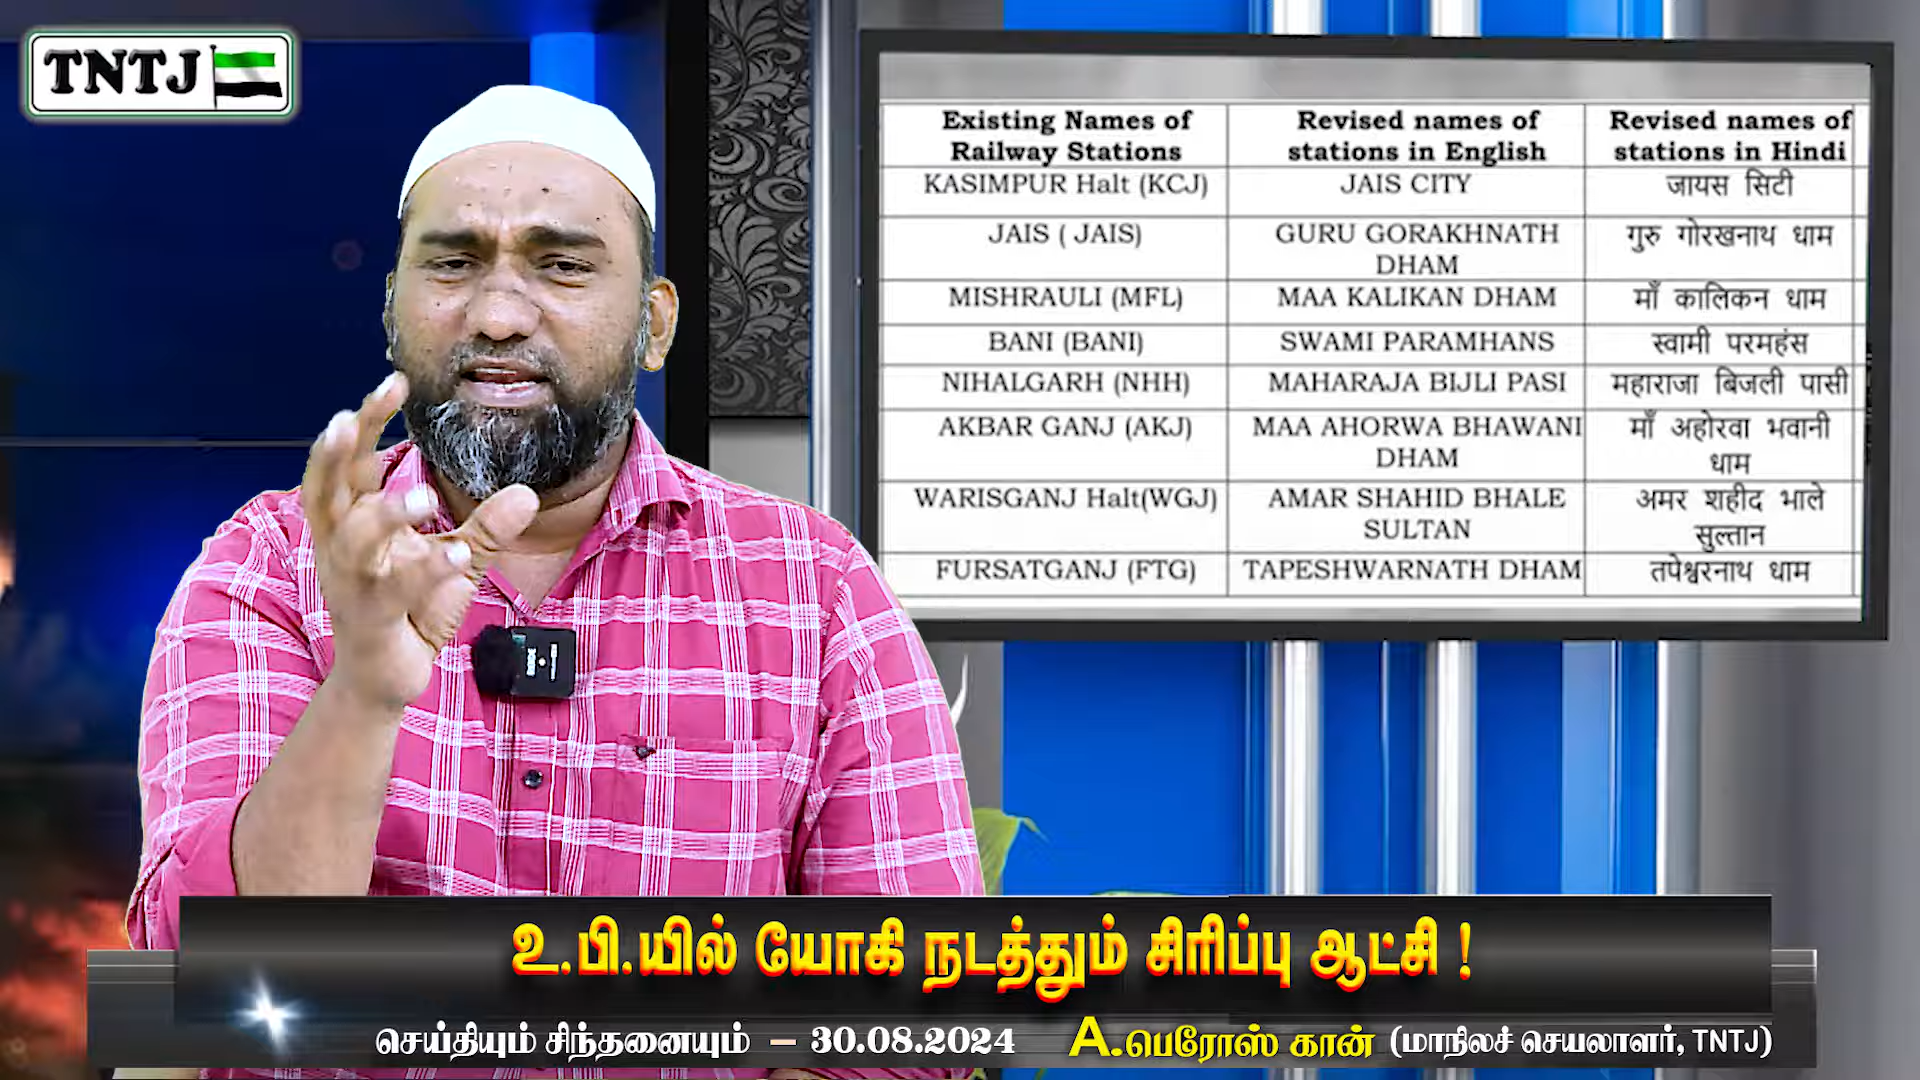 TNTJ
Existing Names of Railway Stations | Revised names of stations in English | Revised names of stations in Hindi
KASIMPUR Halt (KCJ) | JAIS CITY | जायस सिटी
JAIS ( JAIS) | GURU GORAKHNATH DHAM | गुरु गोरखनाथ धाम
MISHRAULI (MFL) | MAA KALIKAN DHAM | माँ कालिकन धाम
BANI (BANI) | SWAMI PARAMHANS | स्वामी परमहंस
NIHALGARH (NHH) | MAHARAJA BIJLI PASI | महाराजा बिजली पासी
AKBAR GANJ (AKJ) | MAA AHORWA BHAWANI DHAM | माँ अहोरवा भवानी धाम
WARISGANJ Halt(WGJ) | AMAR SHAHID BHALE SULTAN | अमर शहीद भाले सुल्तान
FURSATGANJ (FTG) | TAPESHWARNATH DHAM | तपेश्वरनाथ धाम
உ.பி.யில் யோகி நடத்தும் சிரிப்பு ஆட்சி !
செய்தியும் சிந்தனையும் – 30.08.2024 A.பெரோஸ் கான் (மாநிலச் செயலாளர், TNTJ)